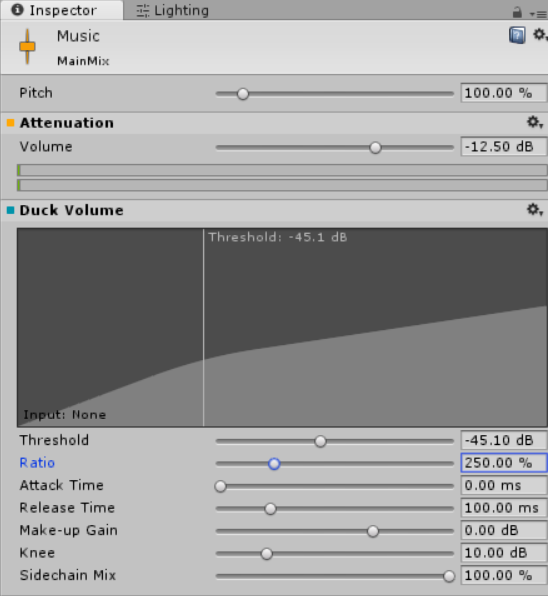 Inspector Lighting
Music
MainMix
Pitch 100.00 %
Attenuation
Volume -12.50 dB
Duck Volume
Threshold: -45.1 dB
Input: None
Threshold -45.10 dB
Ratio 250.00 %
Attack Time 0.00 ms
Release Time 100.00 ms
Make-up Gain 0.00 dB
Knee 10.00 dB
Sidechain Mix 100.00 %